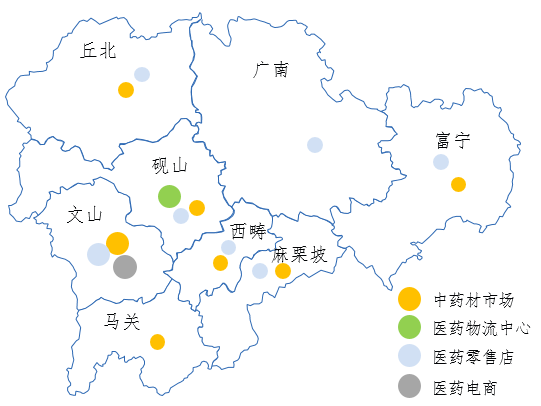 丘北
广南
富宁
砚山
文山
西畴
麻栗坡
马关
中药材市场
医药物流中心
医药零售店
医药电商